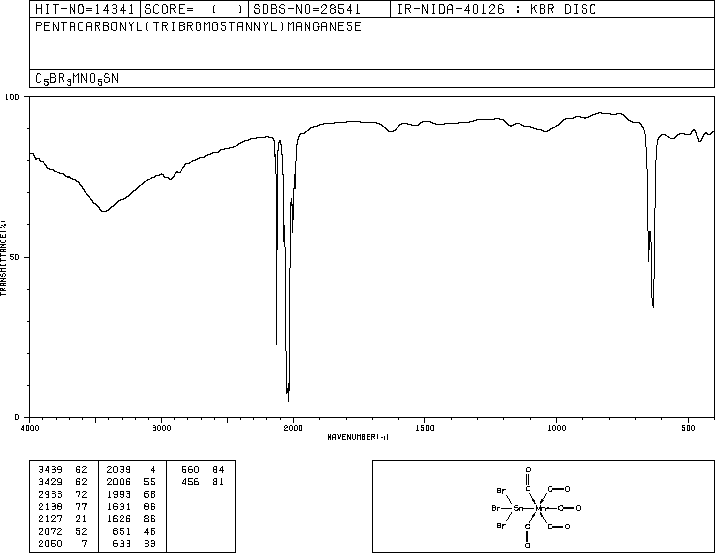 HIT-NO=14341 SCORE= ( ) SDBS-NO=28541 IR-NIDA-40126 : KBR DISC
PENTACARBONYL(TRIBROMOSTANNYL)MANGANESE
C5BR3MNO5SN
100
TRANSMITTANCE(%)
50
0
4000 3000 2000 1500 1000 500
WAVENUMBER(-1)
3439 62 2039 4 560 84
3429 62 2006 55 456 81
2933 72 1993 68
2138 77 1631 86
2127 21 1626 86
2072 52 651 46
2060 7 633 33
O
C C O
Br
Br Sn Mn C O
Br
C C O
O